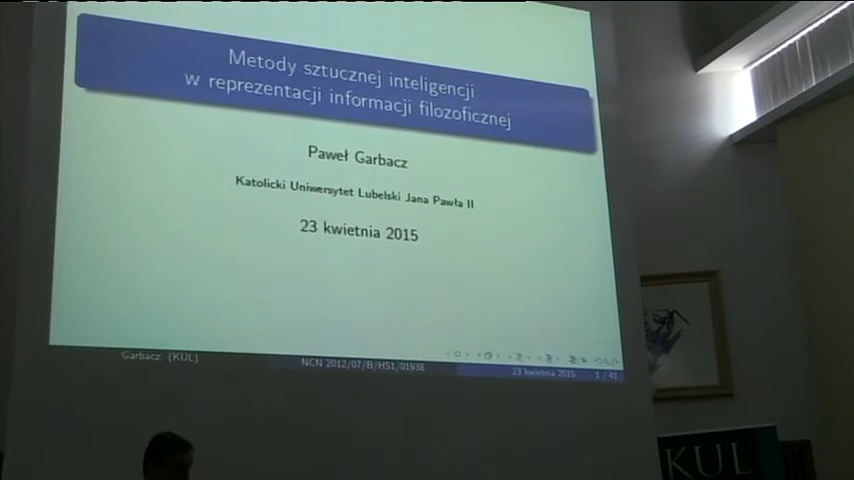 Metody sztucznej inteligencji
w reprezentacji informacji filozoficznej
Paweł Garbacz
Katolicki Uniwersytet Lubelski Jana Pawła II
23 kwietnia 2015
Garbacz (KUL)
NCN 2012/07/B/HS1/01938
23 kwietnia 2015
1 / 41
KUL